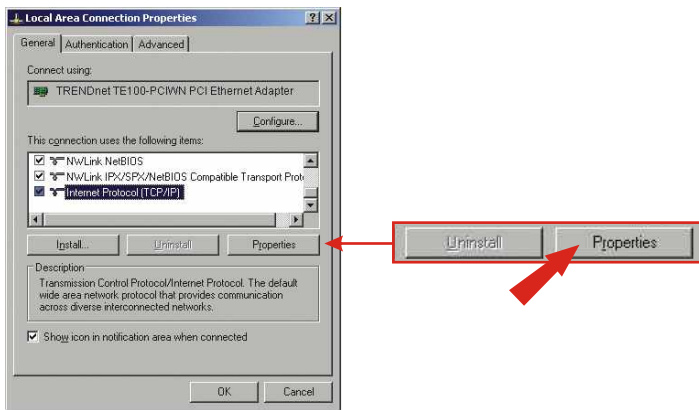 Local Area Connection Properties
General Authentication Advanced
Connect using:
TRENDnet TE100-PCIWN PCI Ethernet Adapter
Configure...
This connection uses the following items:
NWLink NetBIOS
NWLink IPX/SPX/NetBIOS Compatible Transport Prot
Internet Protocol (TCP/IP)
Install... Uninstall Properties
Description
Transmission Control Protocol/Internet Protocol. The default
wide area network protocol that provides communication
across diverse interconnected networks.
Show icon in notification area when connected
OK Cancel
Uninstall Properties